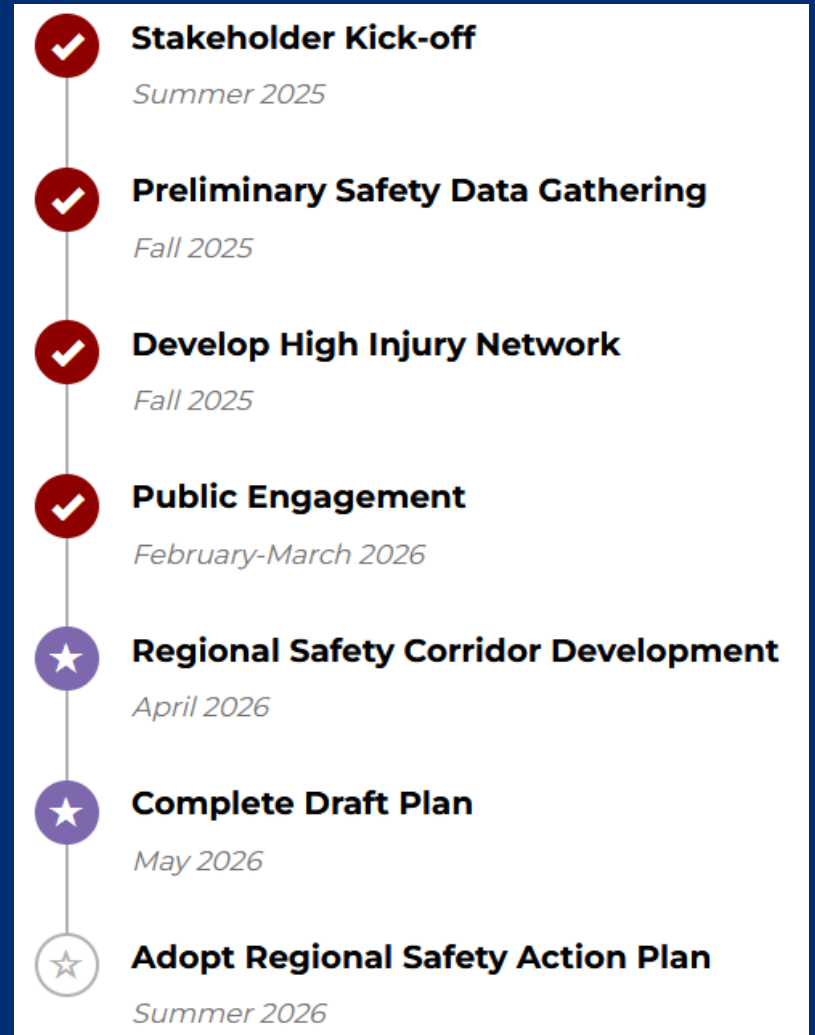 Stakeholder Kick-off
Summer 2025
Preliminary Safety Data Gathering
Fall 2025
Develop High Injury Network
Fall 2025
Public Engagement
February-March 2026
Regional Safety Corridor Development
April 2026
Complete Draft Plan
May 2026
Adopt Regional Safety Action Plan
Summer 2026